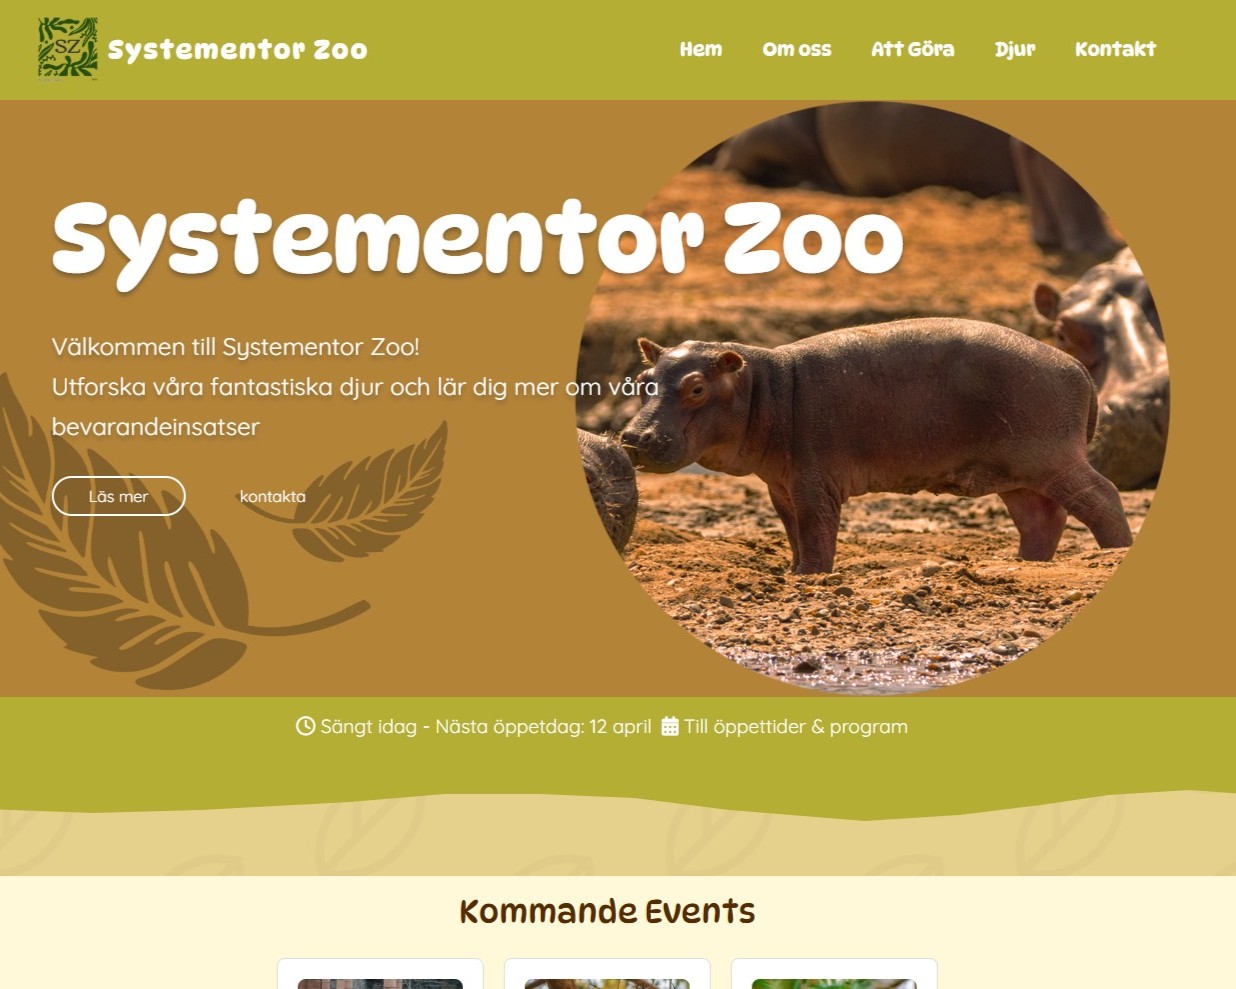 SZ
Systementor Zoo
Hem
Om oss
Att Göra
Djur
Kontakt
Systementor Zoo
Välkommen till Systementor Zoo!
Utforska våra fantastiska djur och lär dig mer om våra
bevarandeinsatser
Läs mer
kontakta
Sängt idag - Nästa öppetdag: 12 april
Till öppettider & program
Kommande Events